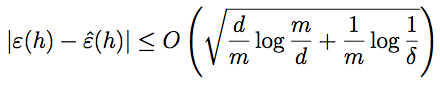 |ε(h) − ε̂(h)| ≤ O(√(d/m log m/d + 1/m log 1/δ))